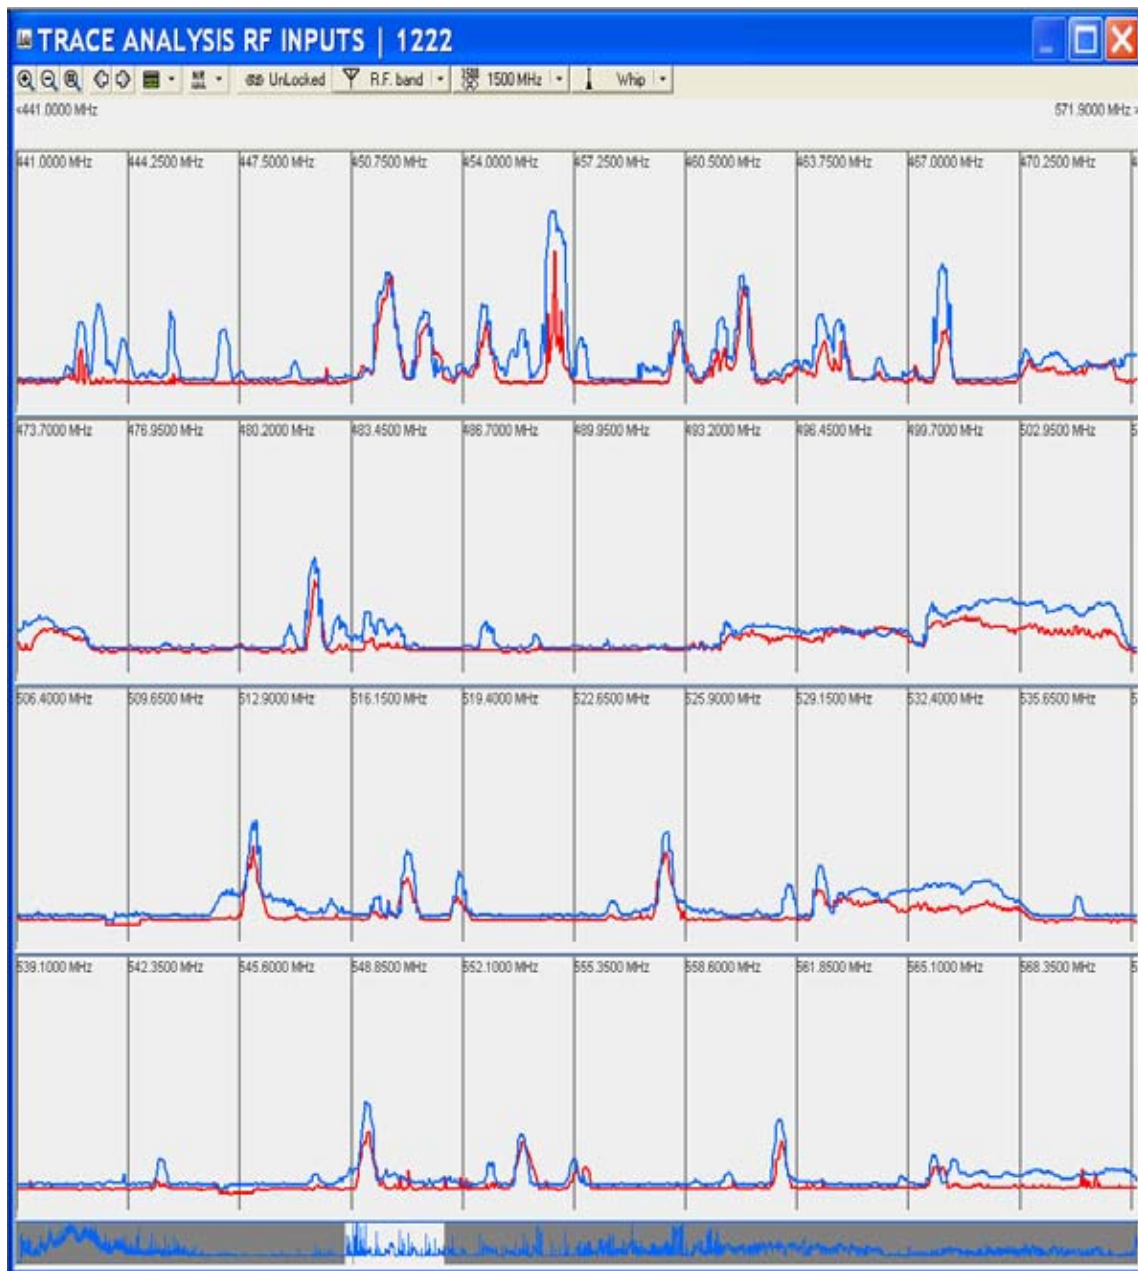 TRACE ANALYSIS RF INPUTS | 1222
UnLocked R.F. band 1500 MHz Whip
<441.0000 MHz 571.9000 MHz >
441.0000 MHz 444.2500 MHz 447.5000 MHz 450.7500 MHz 454.0000 MHz 457.2500 MHz 460.5000 MHz 463.7500 MHz 467.0000 MHz 470.2500 MHz 4
473.7000 MHz 476.9500 MHz 480.2000 MHz 483.4500 MHz 486.7000 MHz 489.9500 MHz 493.2000 MHz 496.4500 MHz 499.7000 MHz 502.9500 MHz 5
506.4000 MHz 509.6500 MHz 512.9000 MHz 516.1500 MHz 519.4000 MHz 522.6500 MHz 525.9000 MHz 529.1500 MHz 532.4000 MHz 535.6500 MHz 5
539.1000 MHz 542.3500 MHz 545.6000 MHz 548.8500 MHz 552.1000 MHz 555.3500 MHz 558.6000 MHz 561.8500 MHz 565.1000 MHz 568.3500 MHz 5